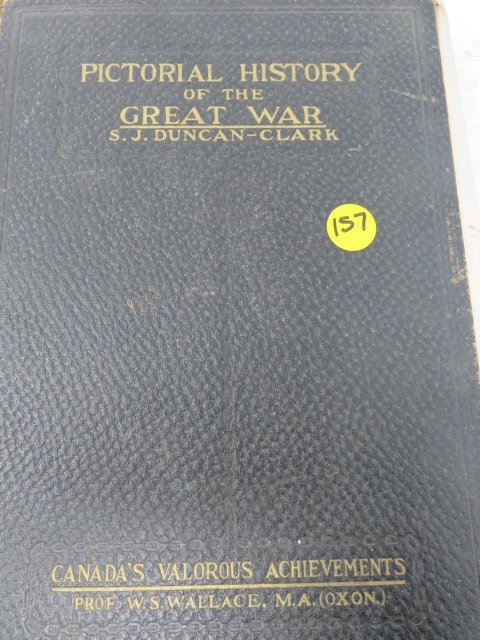 PICTORIAL HISTORY
OF THE
GREAT WAR
S. J. DUNCAN-CLARK
157
CANADA'S VALOROUS ACHIEVEMENTS
PROF. W. S. WALLACE, M.A. (OXON.)